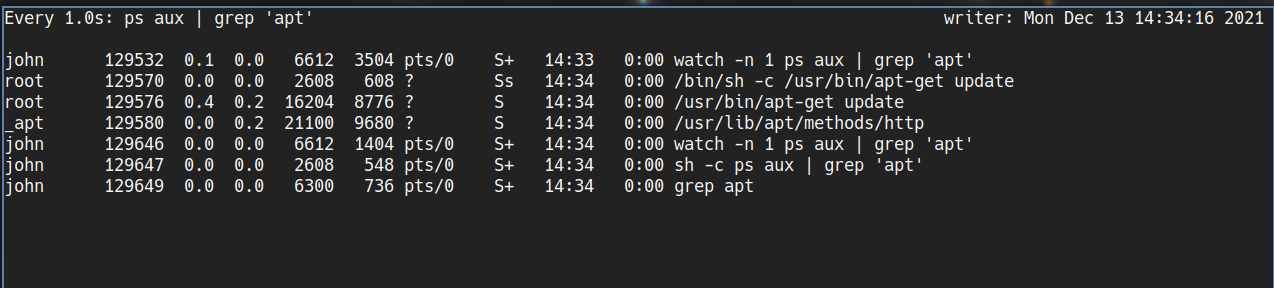 Every 1.0s: ps aux | grep 'apt' writer: Mon Dec 13 14:34:16 2021
john 129532 0.1 0.0 6612 3504 pts/0 S+ 14:33 0:00 watch -n 1 ps aux | grep 'apt'
root 129570 0.0 0.0 2608 608 ? Ss 14:34 0:00 /bin/sh -c /usr/bin/apt-get update
root 129576 0.4 0.2 16204 8776 ? S 14:34 0:00 /usr/bin/apt-get update
_apt 129580 0.0 0.2 21100 9680 ? S 14:34 0:00 /usr/lib/apt/methods/http
john 129646 0.0 0.0 6612 1404 pts/0 S+ 14:34 0:00 watch -n 1 ps aux | grep 'apt'
john 129647 0.0 0.0 2608 548 pts/0 S+ 14:34 0:00 sh -c ps aux | grep 'apt'
john 129649 0.0 0.0 6300 736 pts/0 S+ 14:34 0:00 grep apt